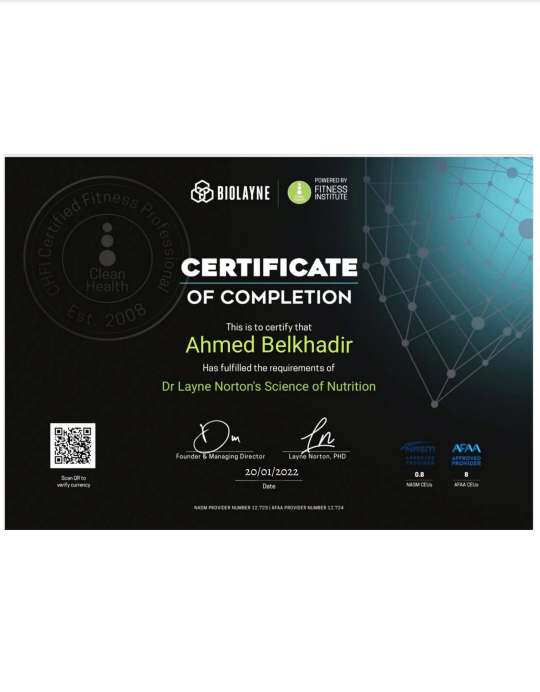 BIOLAYNE
POWERED BY
FITNESS
INSTITUTE
CHFI Certified Fitness Professional
Clean
Health
Est. 2008
CERTIFICATE
OF COMPLETION
This is to certify that
Ahmed Belkhadir
Has fulfilled the requirements of
Dr Layne Norton's Science of Nutrition
Founder & Managing Director
Layne Norton, PHD
20/01/2022
Date
Scan QR to
verify currency
NASM
APPROVED
PROVIDER
0.8
NASM CEUs
AFAA
APPROVED
PROVIDER
8
AFAA CEUs
NASM PROVIDER NUMBER 12.723 | AFAA PROVIDER NUMBER 12.724